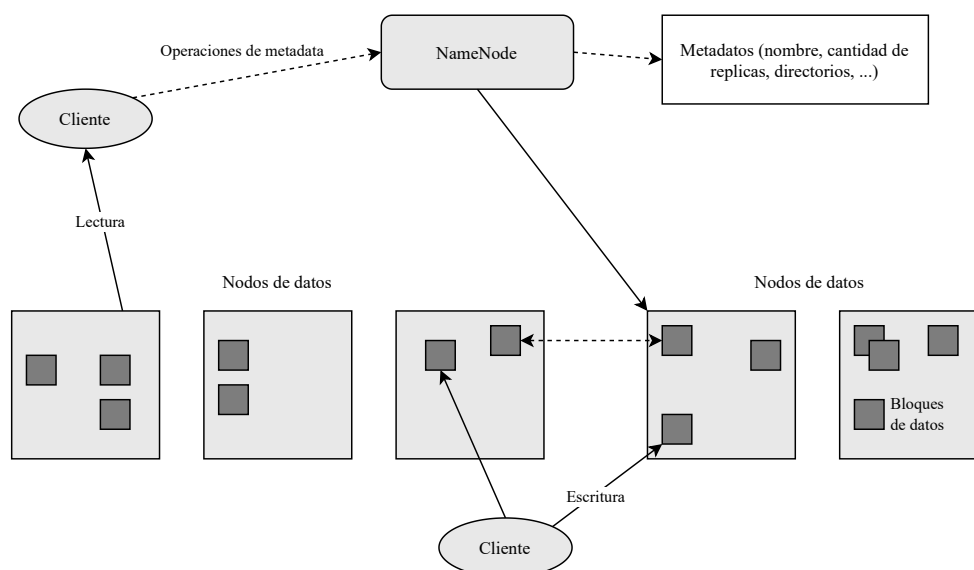 Operaciones de metadata
NameNode
Metadatos (nombre, cantidad de
replicas, directorios, ...)
Cliente
Lectura
Nodos de datos
Nodos de datos
Bloques
de datos
Escritura
Cliente